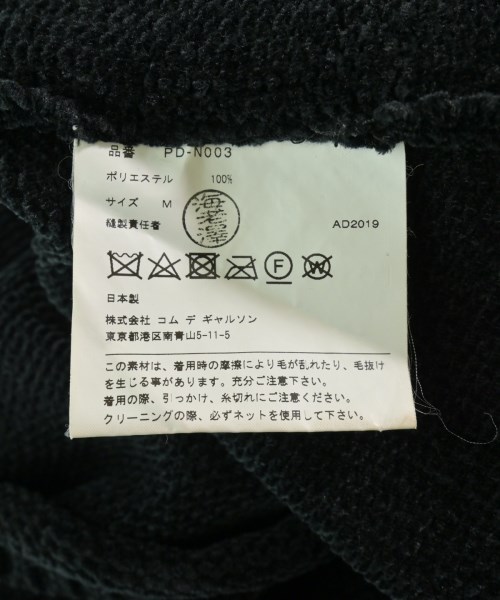 品番 PD-N003
ポリエステル 100%
サイズ M
海老澤
縫製責任者 AD2019
F W
日本製
株式会社 コム デ ギャルソン
東京都港区南青山5-11-5
この素材は、着用時の摩擦により毛が乱れたり、毛抜け
を生じる事があります。充分ご注意下さい。
着用の際、引っかけ、糸切れにご注意下さい。
クリーニングの際、必ずネットを使用して下さい。